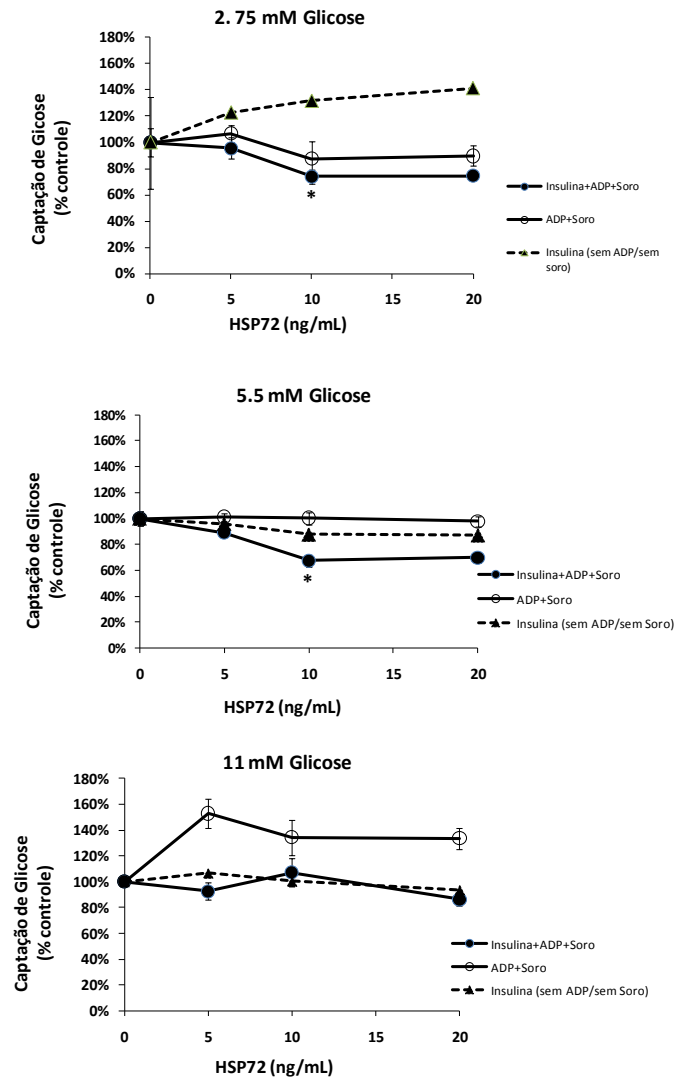 2. 75 mM Glicose
180%
160%
140%
120%
100%
80%
60%
40%
20%
0%
Captação de Gicose
(% controle)
*
0 5 10 15 20
HSP72 (ng/mL)
Insulina+ADP+Soro
ADP+Soro
Insulina (sem ADP/sem
soro)
5.5 mM Glicose
180%
160%
140%
120%
100%
80%
60%
40%
20%
0%
Captação de Glicose
(% controle)
*
0 5 10 15 20
HSP72 (ng/mL)
Insulina+ADP+Soro
ADP+Soro
Insulina (sem ADP/sem Soro)
11 mM Glicose
180%
160%
140%
120%
100%
80%
60%
40%
20%
0%
Captação de Glicose
(% controle)
0 5 10 15 20
HSP72 (ng/mL)
Insulina+ADP+Soro
ADP+Soro
Insulina (sem ADP/sem Soro)